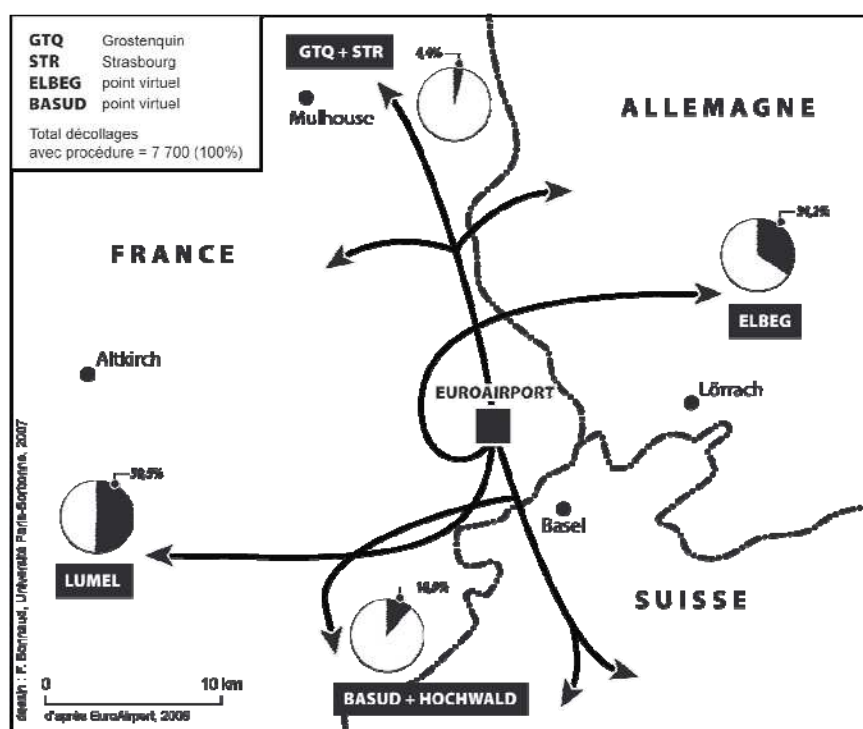 GTQ Grostenquin
STR Strasbourg
ELBEG point virtuel
BASUD point virtuel
Total décollages
avec procédure = 7 700 (100%)
GTQ + STR
4,4%
Mulhouse
ALLEMAGNE
FRANCE
ELBEG
Altkirch
EUROAIRPORT
Lörrach
Basel
LUMEL
SUISSE
BASUD + HOCHWALD
0 10 km
d'après EuroAirport,
dessin : F. Bonnaud, Université Paris-Sorbonne, 2007